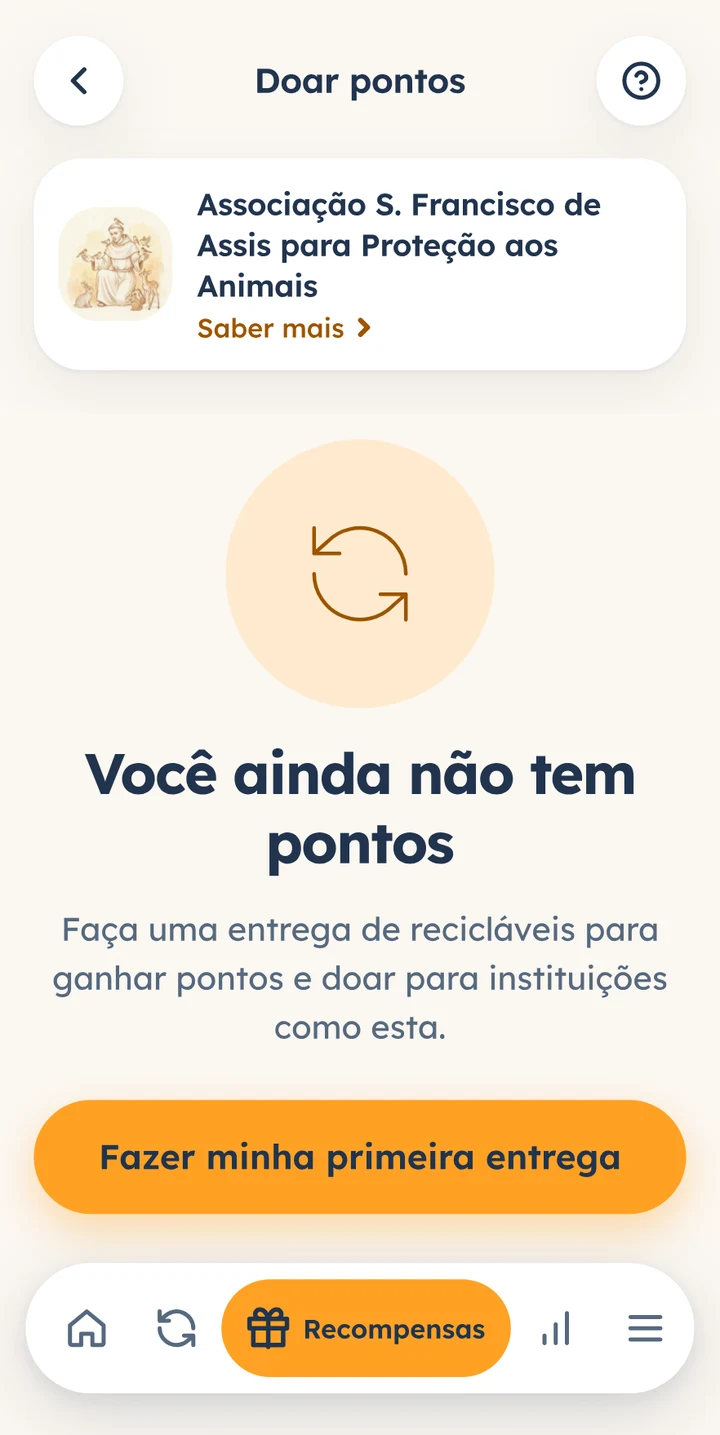 Doar pontos
Associação S. Francisco de
Assis para Proteção aos
Animais
Saber mais
Você ainda não tem
pontos
Faça uma entrega de recicláveis para
ganhar pontos e doar para instituições
como esta.
Fazer minha primeira entrega
Recompensas